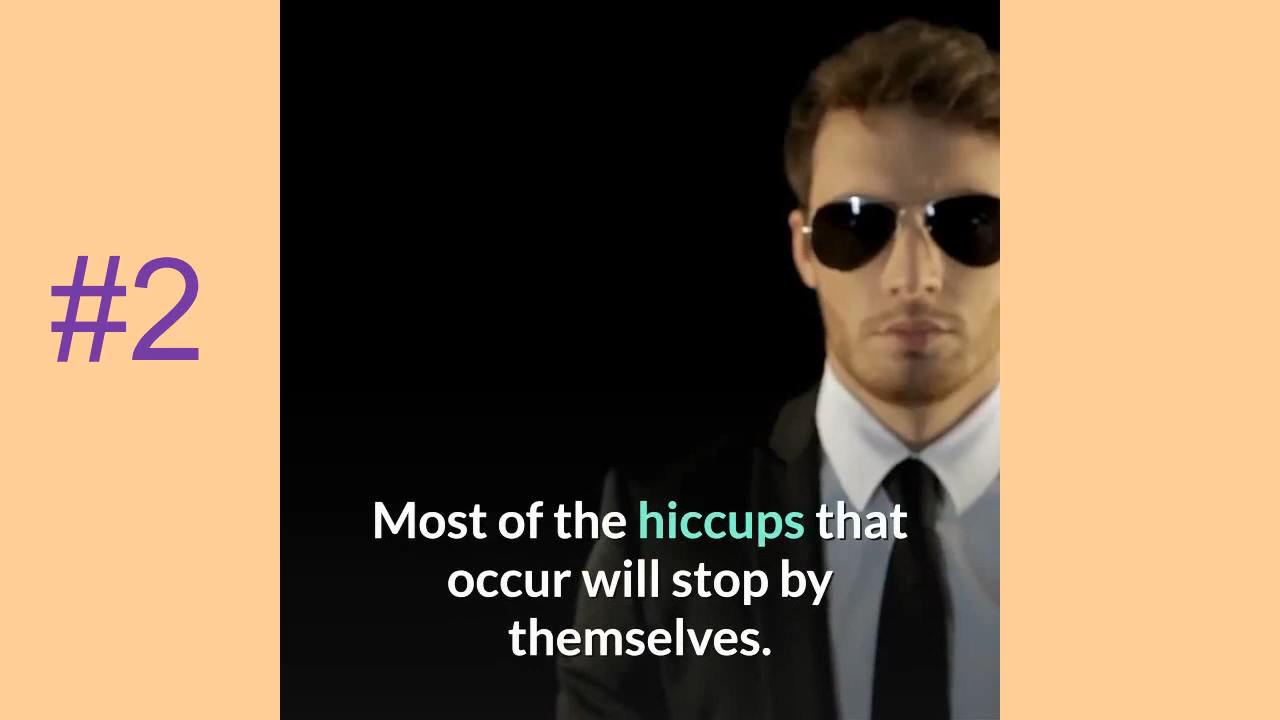 #2
Most of the hiccups that
occur will stop by
themselves.